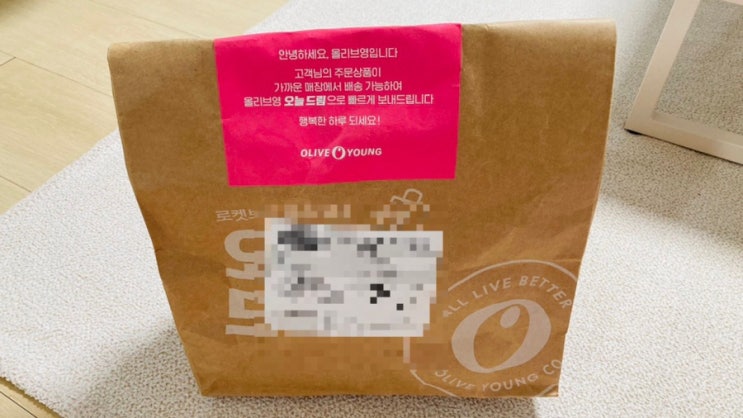 안녕하세요, 올리브영입니다
고객님의 주문상품이
가까운 매장에서 배송 가능하여
올리브영 오늘드림으로 빠르게 보내드립니다
행복한 하루 되세요!
OLIVE O YOUNG
로켓
ALL LIVE BETTER
OLIVE YOUNG CO